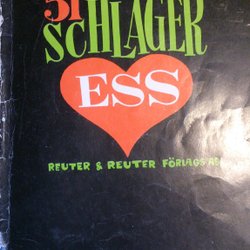 51
SCHLAGER
ESS
REUTER & REUTER FÖRLAGS AB